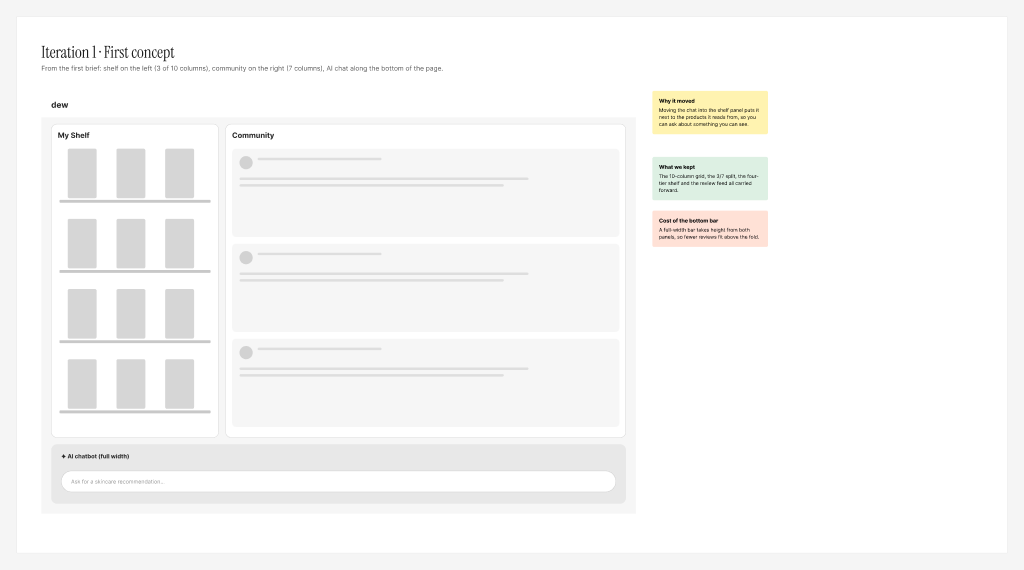 Iteration 1 · First concept
From the first brief: shelf on the left (3 of 10 columns), community on the right (7 columns), AI chat along the bottom of the page.
dew
My Shelf
Community
✦ AI chatbot (full width)
Ask for a skincare recommendation...
Why it moved
Moving the chat into the shelf panel puts it
next to the products it reads from, so you
can ask about something you can see.
What we kept
The 10-column grid, the 3/7 split, the four-
tier shelf and the review feed all carried
forward.
Cost of the bottom bar
A full-width bar takes height from both
panels, so fewer reviews fit above the fold.